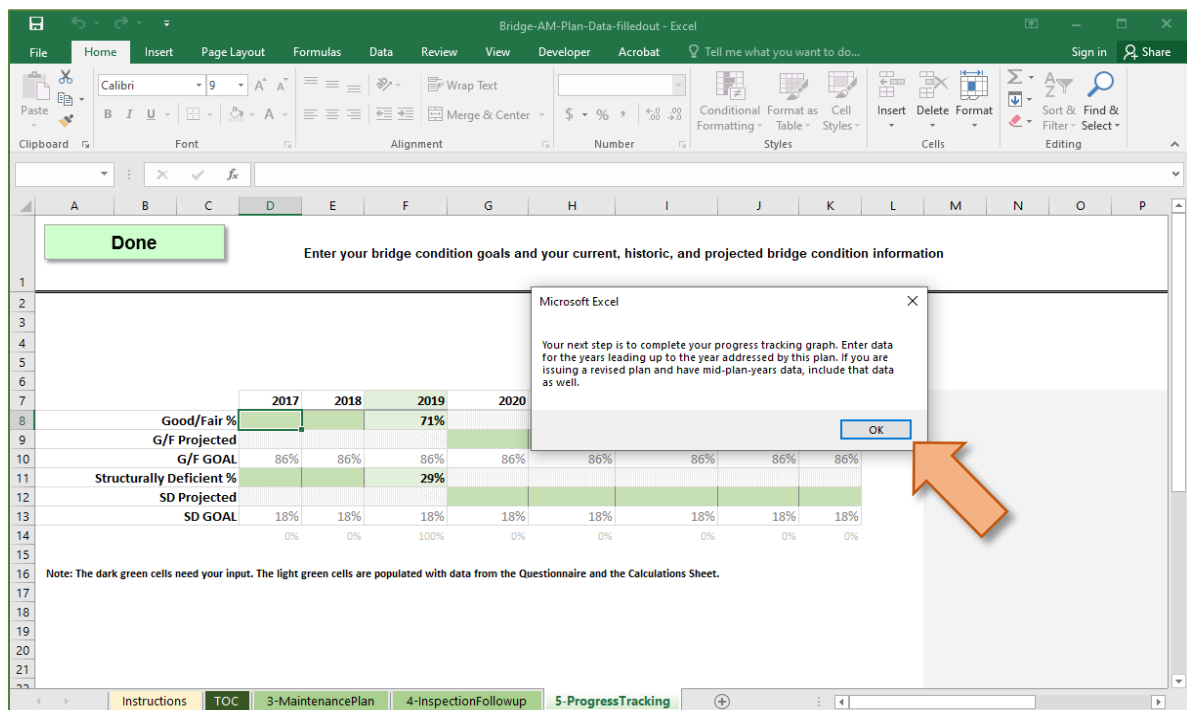 Bridge-AM-Plan-Data-filledout - Excel
File Home Insert Page Layout Formulas Data Review View Developer Acrobat Tell me what you want to do... Sign in Share
Paste
Clipboard
Calibri 9 A A
B I U A
Font
Wrap Text
Merge & Center
Alignment
$ % , .0 .00 .00 .0
Number
Conditional Formatting
Format as Table
Cell Styles
Styles
Insert Delete Format
Cells
Sort & Filter
Find & Select
Editing
fx
A B C D E F G H I J K L M N O P
Done
Enter your bridge condition goals and your current, historic, and projected bridge condition information
1
2
3
4
5
6
7 2017 2018 2019 2020
8 Good/Fair % 71%
9 G/F Projected
10 G/F GOAL 86% 86% 86% 86% 86% 86% 86% 86%
11 Structurally Deficient % 29%
12 SD Projected
13 SD GOAL 18% 18% 18% 18% 18% 18% 18% 18%
14 0% 0% 100% 0% 0% 0% 0% 0%
15
16 Note: The dark green cells need your input. The light green cells are populated with data from the Questionnaire and the Calculations Sheet.
17
18
19
20
21
22
Microsoft Excel
Your next step is to complete your progress tracking graph. Enter data
for the years leading up to the year addressed by this plan. If you are
issuing a revised plan and have mid-plan-years data, include that data
as well.
OK
Instructions TOC 3-MaintenancePlan 4-InspectionFollowup 5-ProgressTracking